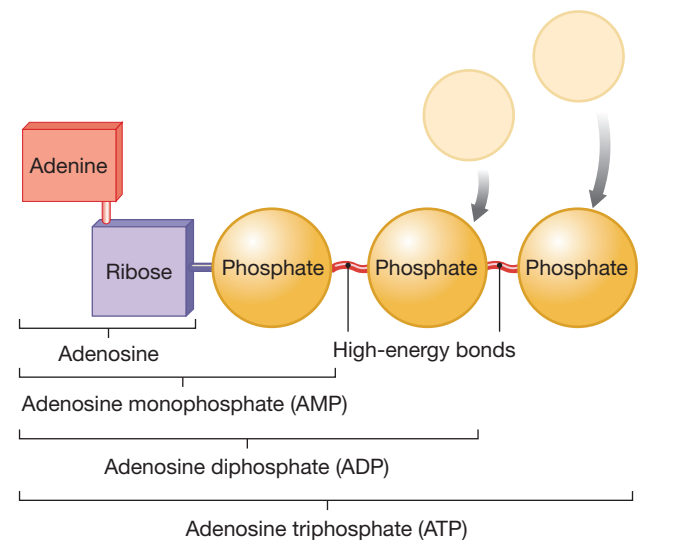 Adenine
Ribose
Phosphate
Phosphate
Phosphate
Adenosine
High-energy bonds
Adenosine monophosphate (AMP)
Adenosine diphosphate (ADP)
Adenosine triphosphate (ATP)